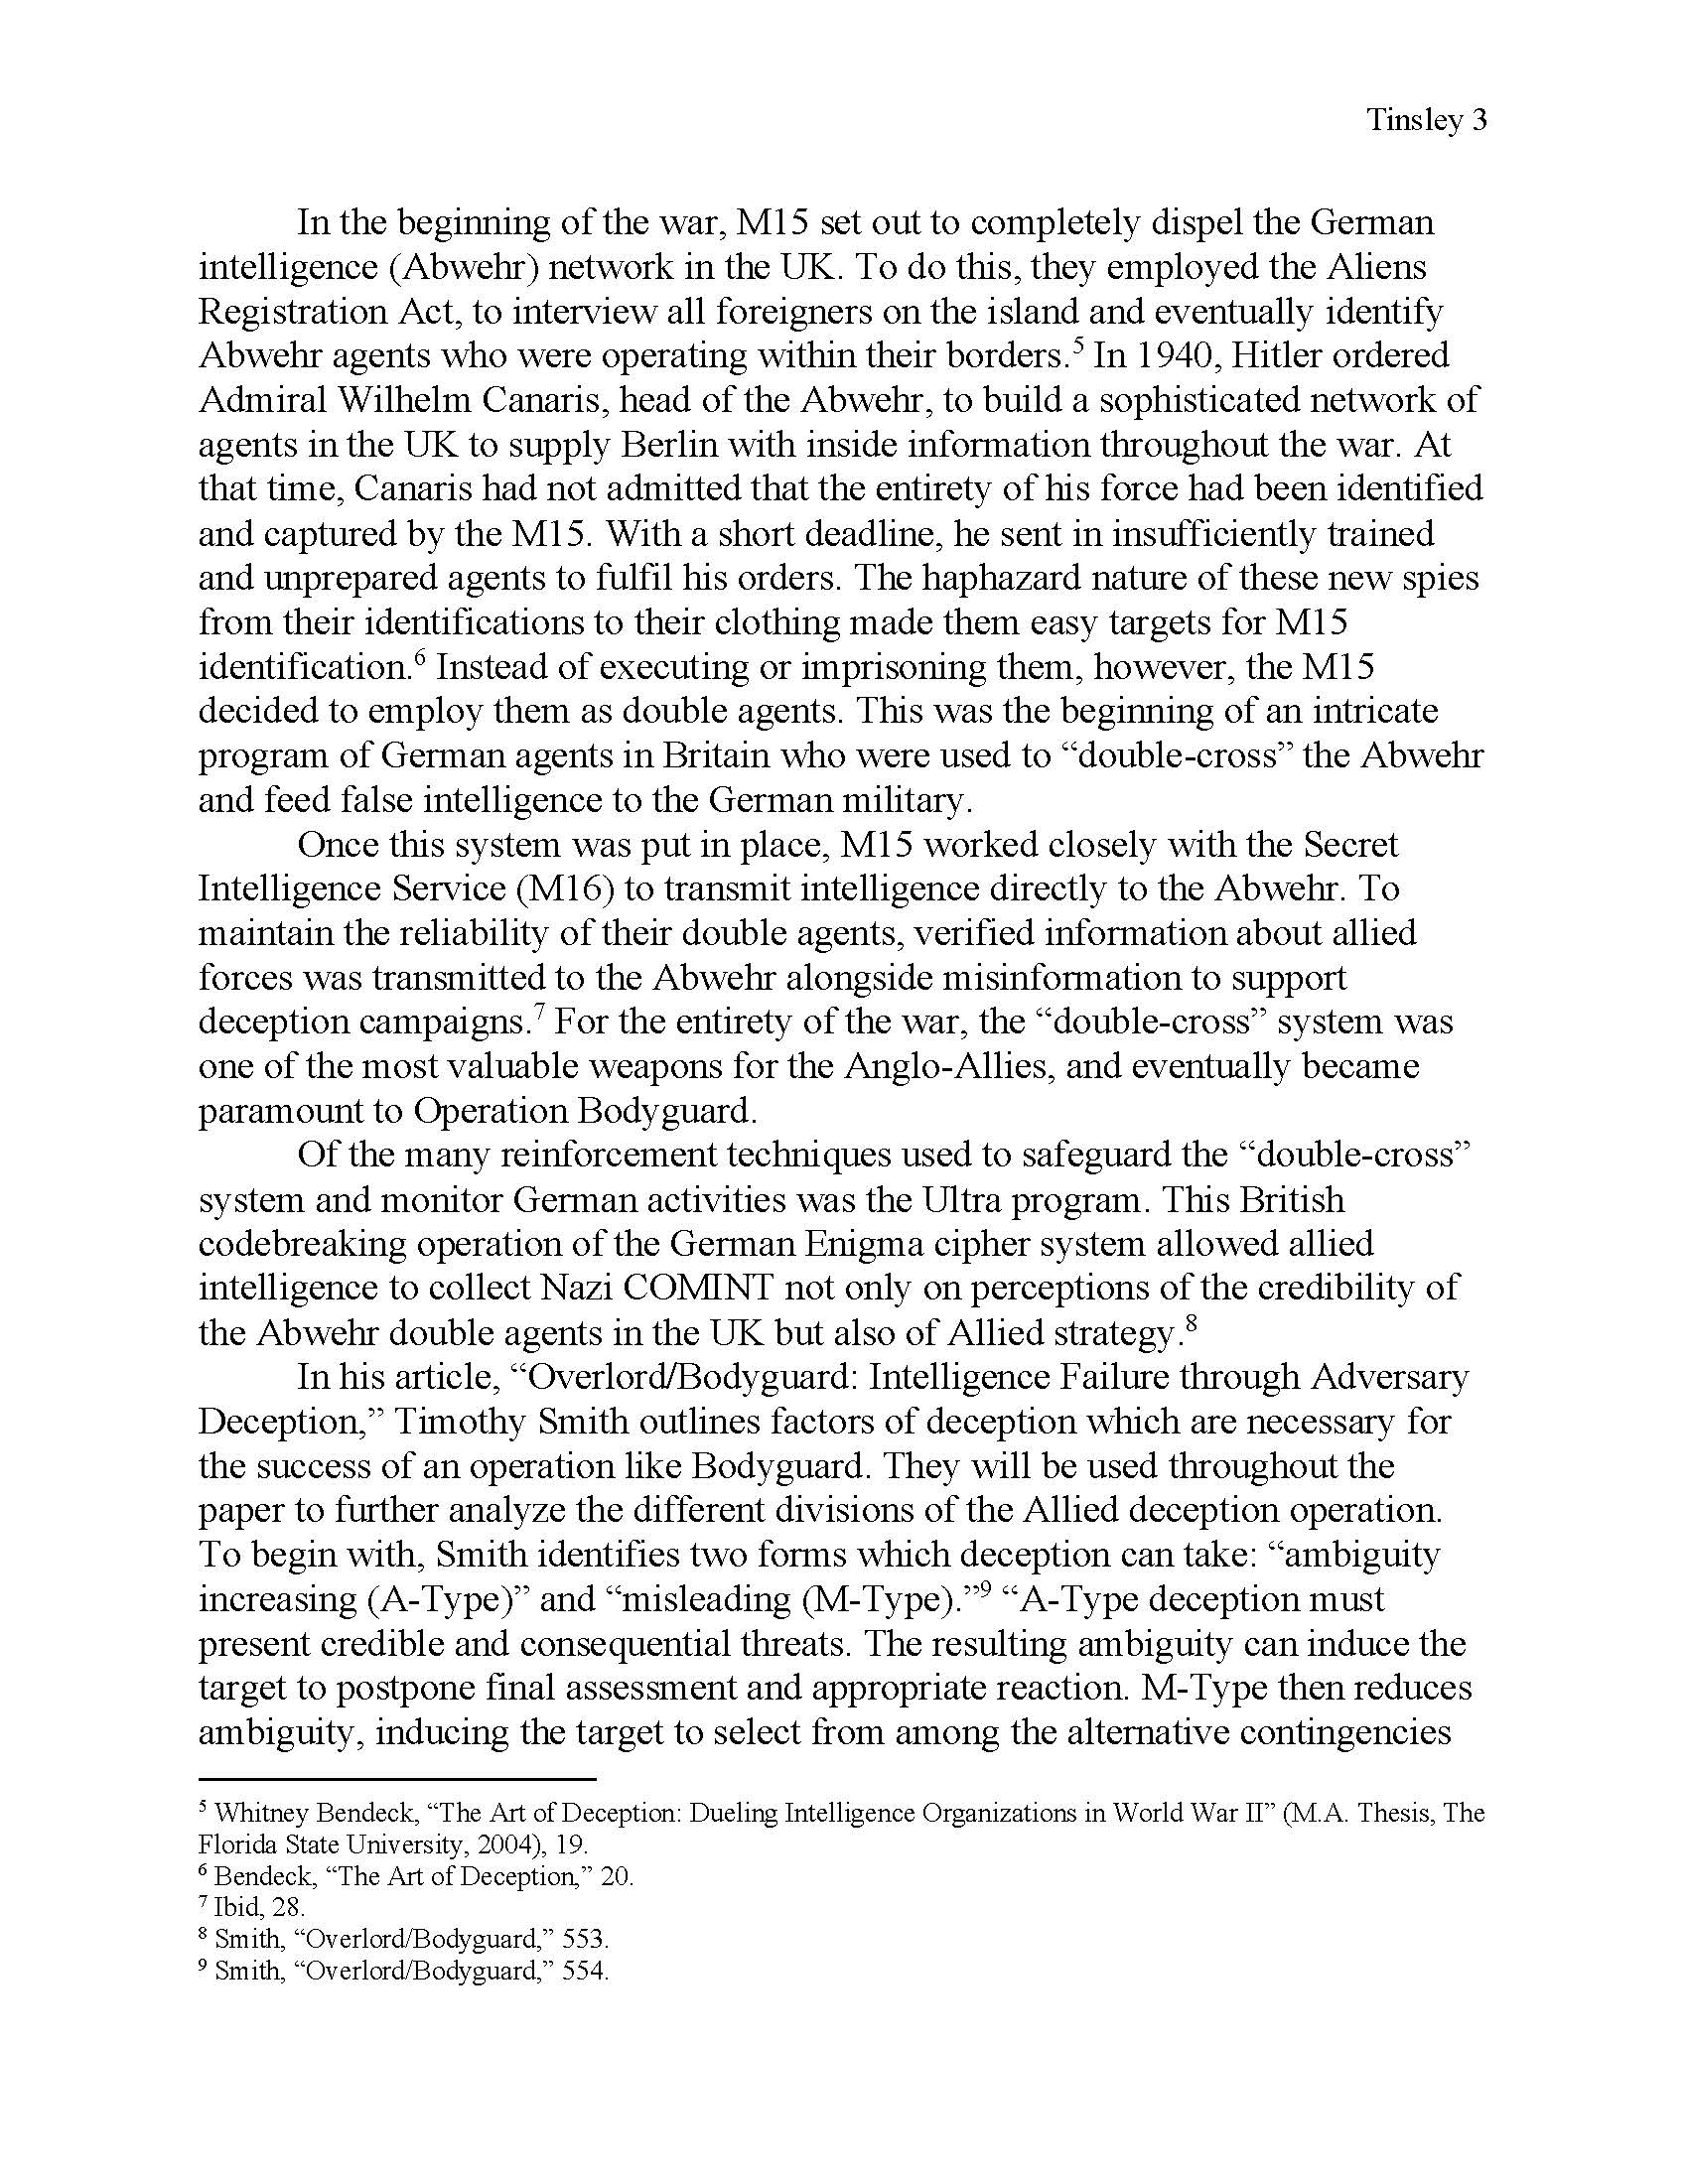 Tinsley 3
In the beginning of the war, M15 set out to completely dispel the German
intelligence (Abwehr) network in the UK. To do this, they employed the Aliens
Registration Act, to interview all foreigners on the island and eventually identify
Abwehr agents who were operating within their borders.⁵ In 1940, Hitler ordered
Admiral Wilhelm Canaris, head of the Abwehr, to build a sophisticated network of
agents in the UK to supply Berlin with inside information throughout the war. At
that time, Canaris had not admitted that the entirety of his force had been identified
and captured by the M15. With a short deadline, he sent in insufficiently trained
and unprepared agents to fulfil his orders. The haphazard nature of these new spies
from their identifications to their clothing made them easy targets for M15
identification.⁶ Instead of executing or imprisoning them, however, the M15
decided to employ them as double agents. This was the beginning of an intricate
program of German agents in Britain who were used to “double-cross” the Abwehr
and feed false intelligence to the German military.
Once this system was put in place, M15 worked closely with the Secret
Intelligence Service (M16) to transmit intelligence directly to the Abwehr. To
maintain the reliability of their double agents, verified information about allied
forces was transmitted to the Abwehr alongside misinformation to support
deception campaigns.⁷ For the entirety of the war, the “double-cross” system was
one of the most valuable weapons for the Anglo-Allies, and eventually became
paramount to Operation Bodyguard.
Of the many reinforcement techniques used to safeguard the “double-cross”
system and monitor German activities was the Ultra program. This British
codebreaking operation of the German Enigma cipher system allowed allied
intelligence to collect Nazi COMINT not only on perceptions of the credibility of
the Abwehr double agents in the UK but also of Allied strategy.⁸
In his article, “Overlord/Bodyguard: Intelligence Failure through Adversary
Deception,” Timothy Smith outlines factors of deception which are necessary for
the success of an operation like Bodyguard. They will be used throughout the
paper to further analyze the different divisions of the Allied deception operation.
To begin with, Smith identifies two forms which deception can take: “ambiguity
increasing (A-Type)” and “misleading (M-Type).”⁹ “A-Type deception must
present credible and consequential threats. The resulting ambiguity can induce the
target to postpone final assessment and appropriate reaction. M-Type then reduces
ambiguity, inducing the target to select from among the alternative contingencies
⁵ Whitney Bendeck, “The Art of Deception: Dueling Intelligence Organizations in World War II” (M.A. Thesis, The
Florida State University, 2004), 19.
⁶ Bendeck, “The Art of Deception,” 20.
⁷ Ibid, 28.
⁸ Smith, “Overlord/Bodyguard,” 553.
⁹ Smith, “Overlord/Bodyguard,” 554.